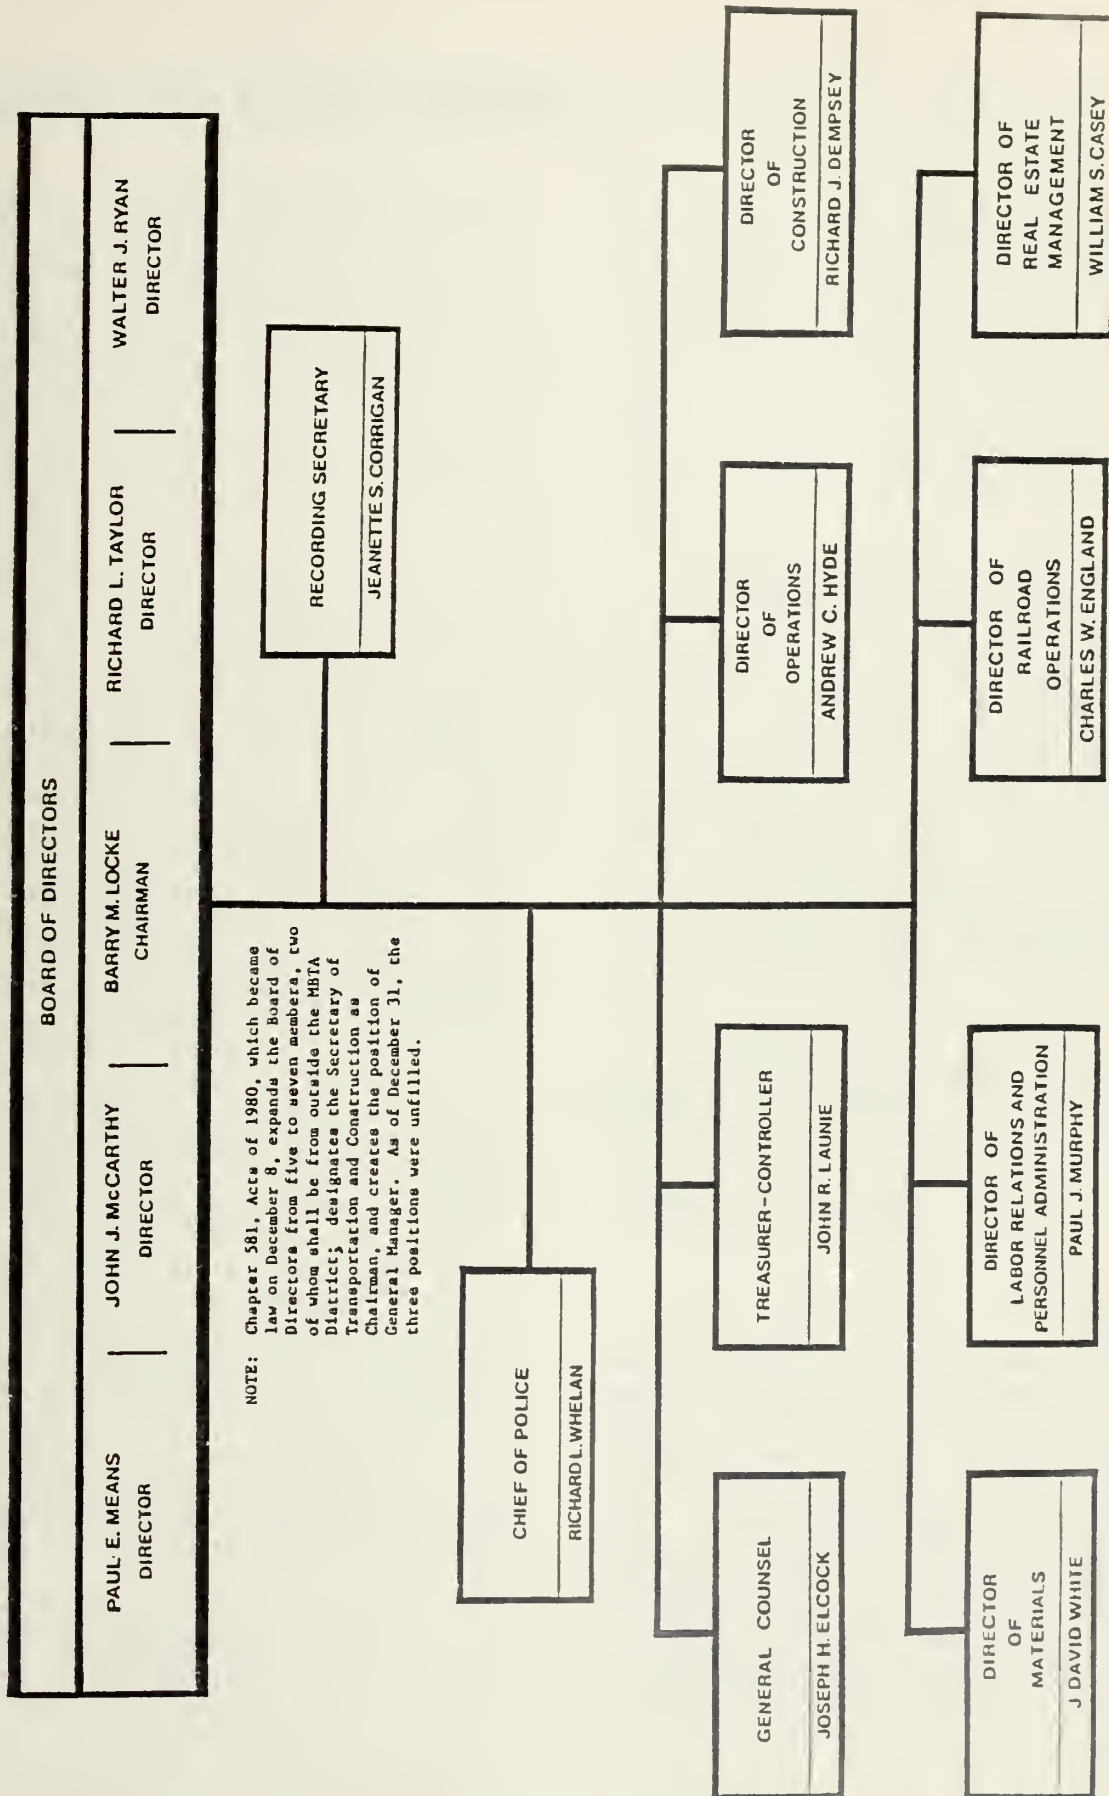 BOARD OF DIRECTORS
PAUL E. MEANS
DIRECTOR
JOHN J. McCARTHY
DIRECTOR
BARRY M. LOCKE
CHAIRMAN
RICHARD L. TAYLOR
DIRECTOR
WALTER J. RYAN
DIRECTOR
NOTE: Chapter 581, Acts of 1980, which became
law on December 8, expands the Board of
Directors from five to seven members, two
of whom shall be from outside the MBTA
District; designates the Secretary of
Transportation and Construction as
Chairman, and creates the position of
General Manager. As of December 31, the
three positions were unfilled.
RECORDING SECRETARY
JEANETTE S. CORRIGAN
CHIEF OF POLICE
RICHARD L. WHELAN
GENERAL COUNSEL
JOSEPH H. ELCOCK
TREASURER-CONTROLLER
JOHN R. LAUNIE
DIRECTOR
OF
OPERATIONS
ANDREW C. HYDE
DIRECTOR
OF
CONSTRUCTION
RICHARD J. DEMPSEY
DIRECTOR
OF
MATERIALS
J DAVID WHITE
DIRECTOR OF
LABOR RELATIONS AND
PERSONNEL ADMINISTRATION
PAUL J. MURPHY
DIRECTOR OF
RAILROAD
OPERATIONS
CHARLES W. ENGLAND
DIRECTOR OF
REAL ESTATE
MANAGEMENT
WILLIAM S. CASEY